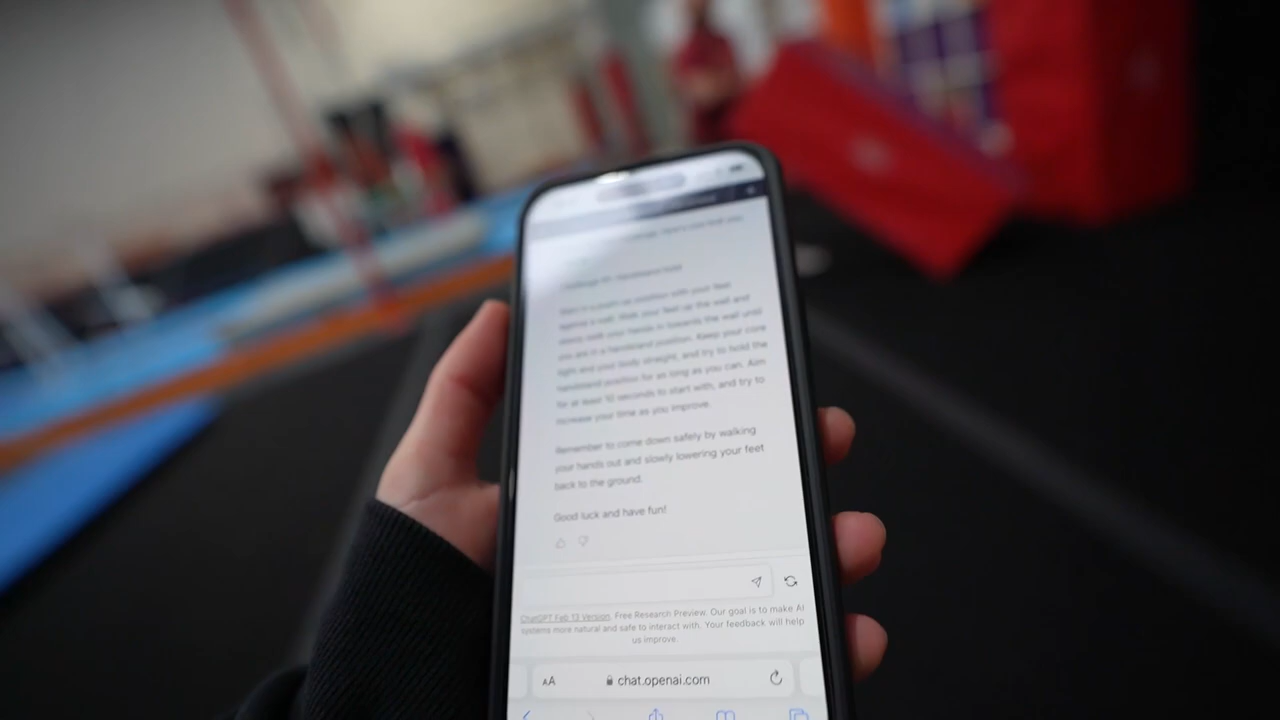 Handstand Hold
Start in a push-up position with your feet
against a wall. Walk your feet up the wall and
slowly walk your hands in towards the wall until
you are in a handstand position. Keep your core
tight and your body straight, and try to hold the
handstand position for as long as you can. Aim
for at least 10 seconds to start with, and try to
increase your time as you improve.
Remember to come down safely by walking
your hands out and slowly lowering your feet
back to the ground.
Good luck and have fun!
ChatGPT Feb 13 Version. Free Research Preview. Our goal is to make AI
systems more natural and safe to interact with. Your feedback will help
us improve.
AA
chat.openai.com